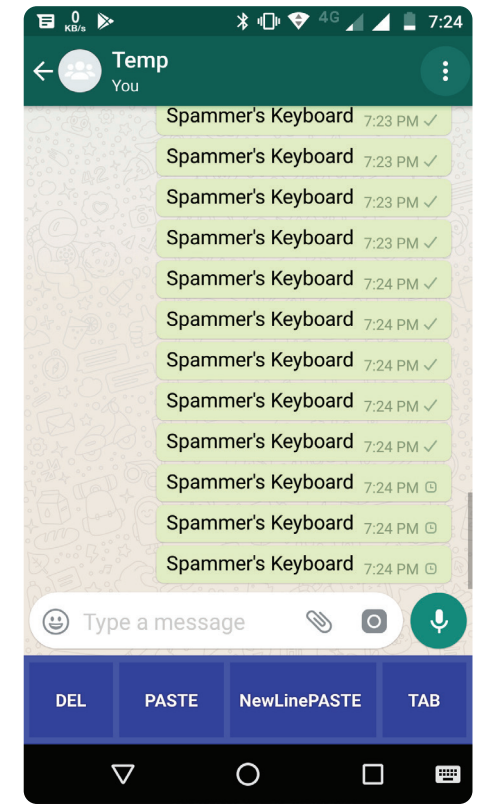 0
KB/s
4G
7:24
Temp
You
Spammer's Keyboard 7:23 PM
Spammer's Keyboard 7:23 PM
Spammer's Keyboard 7:23 PM
Spammer's Keyboard 7:23 PM
Spammer's Keyboard 7:24 PM
Spammer's Keyboard 7:24 PM
Spammer's Keyboard 7:24 PM
Spammer's Keyboard 7:24 PM
Spammer's Keyboard 7:24 PM
Spammer's Keyboard 7:24 PM
Spammer's Keyboard 7:24 PM
Spammer's Keyboard 7:24 PM
Type a message
DEL PASTE NewLinePASTE TAB